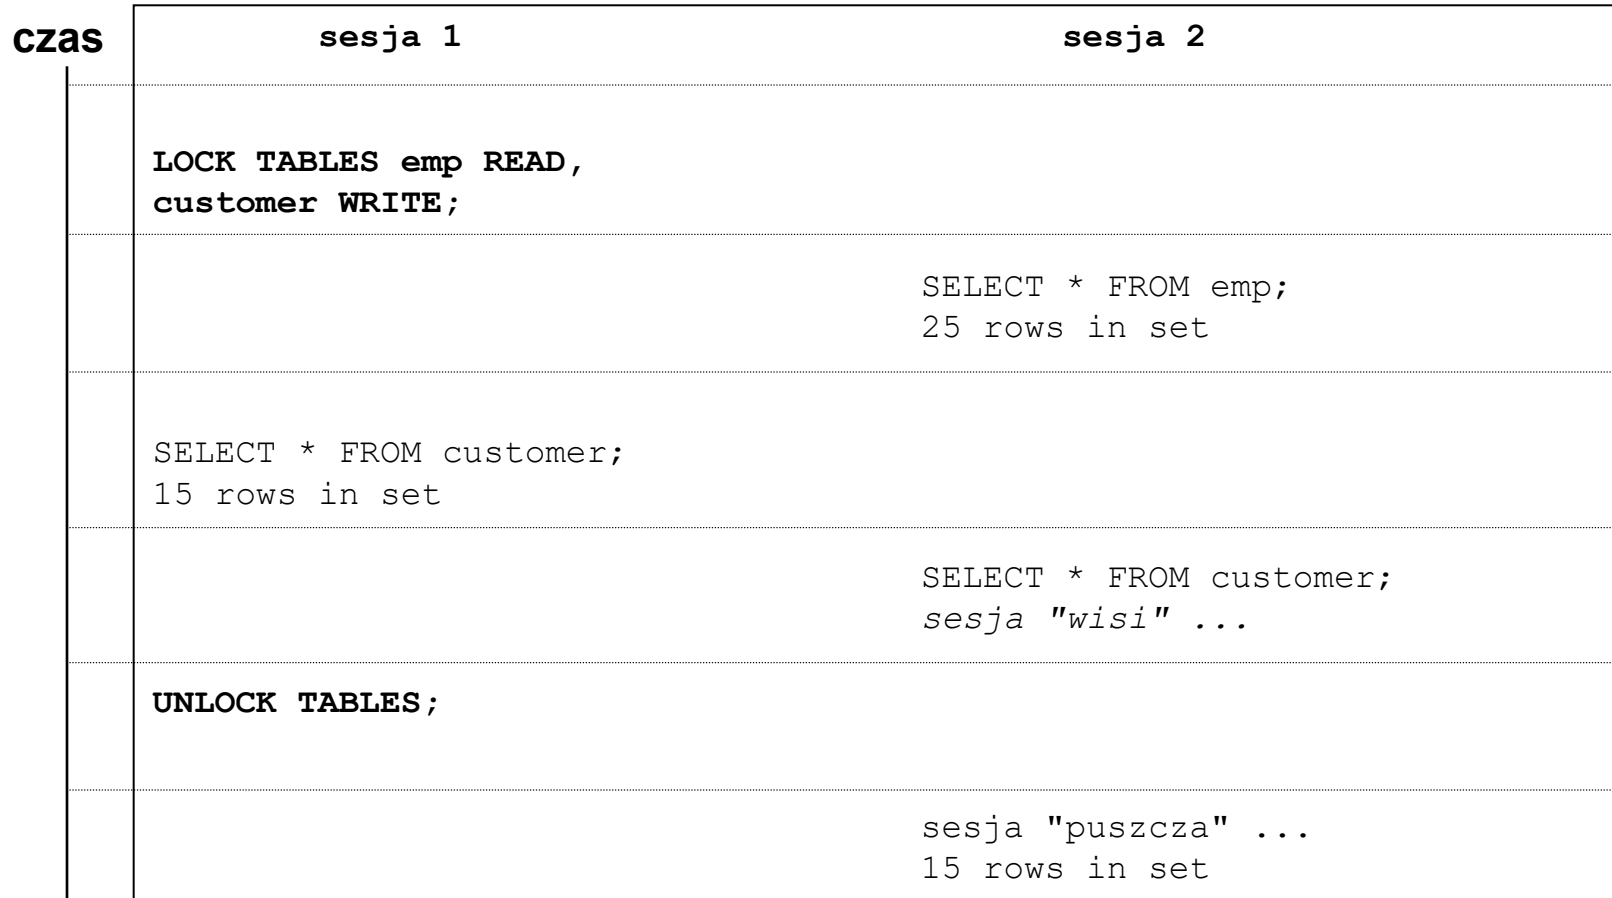 czas
sesja 1
sesja 2
LOCK TABLES emp READ,
customer WRITE;
SELECT * FROM emp;
25 rows in set
SELECT * FROM customer;
15 rows in set
SELECT * FROM customer;
sesja "wisi" ...
UNLOCK TABLES;
sesja "puszcza" ...
15 rows in set